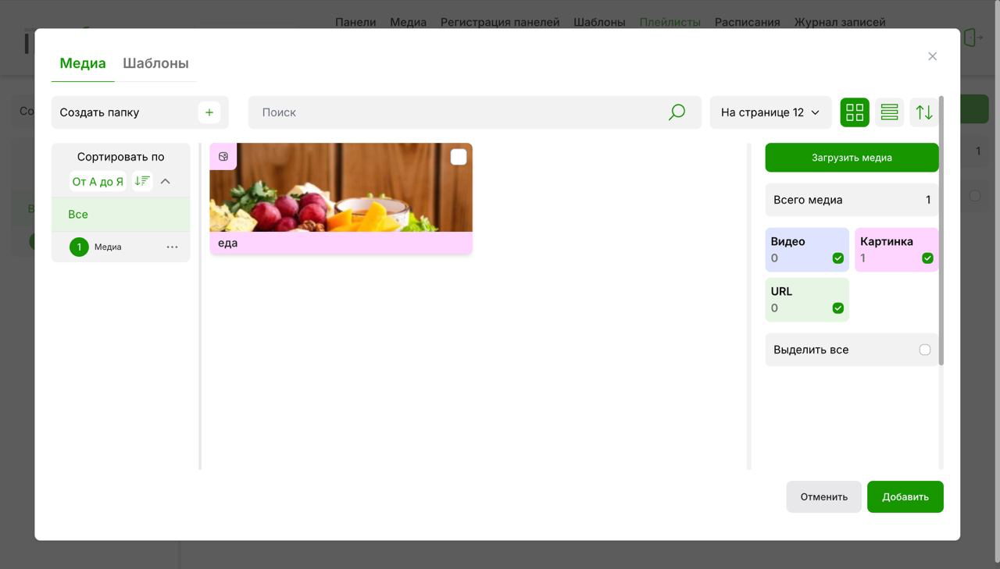 Панели Медиа Регистрация панелей Шаблоны Плейлисты Расписания Журнал записей
Медиа Шаблоны
Создать папку +
Поиск
На странице 12
Сортировать по
От А до Я
Все
1 Медиа ...
еда
Загрузить медиа
Всего медиа 1
Видео
0
Картинка
1
URL
0
Выделить все
Отменить Добавить
Со
В
1